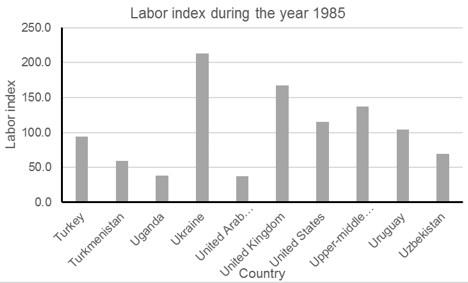 Labor index during the year 1985
250.0
200.0
150.0
100.0
50.0
0.0
Labor index
Turkey
Turkmenistan
Uganda
Ukraine
United Arab…
United Kingdom
United States
Upper-middle…
Uruguay
Uzbekistan
Country